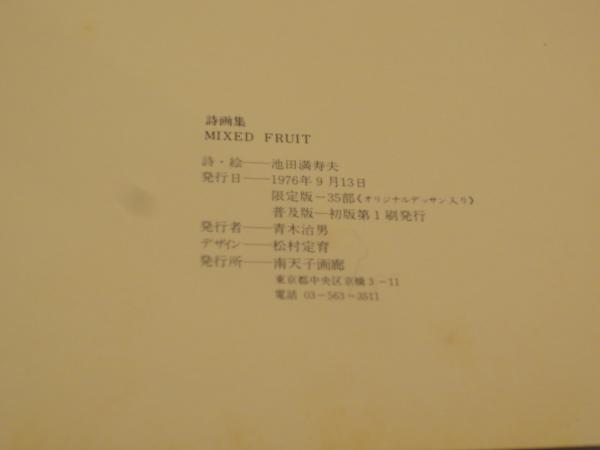 詩画集
MIXED FRUIT
詩・絵──池田満寿夫
発行日──1976年9月13日
限定版−35部《オリジナルデッサン入り》
普及版─初版第1刷発行
発行者──青木治男
デザイン──松村定育
発行所──南天子画廊
東京都中央区京橋3−11
電話 03−563−3511